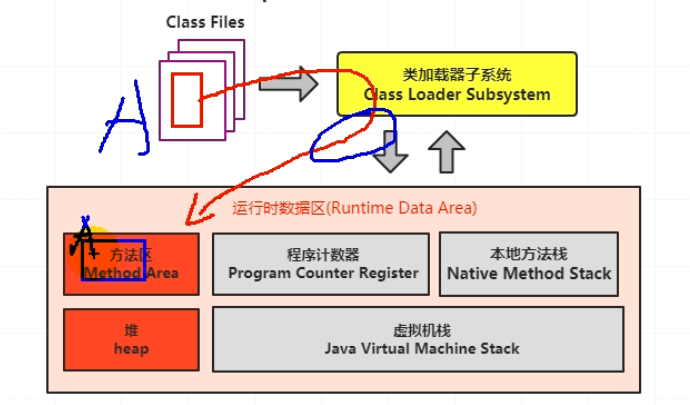 Class Files
A
类加载器子系统
Class Loader Subsystem
运行时数据区(Runtime Data Area)
A
方法区
Method Area
程序计数器
Program Counter Register
本地方法栈
Native Method Stack
堆
heap
虚拟机栈
Java Virtual Machine Stack